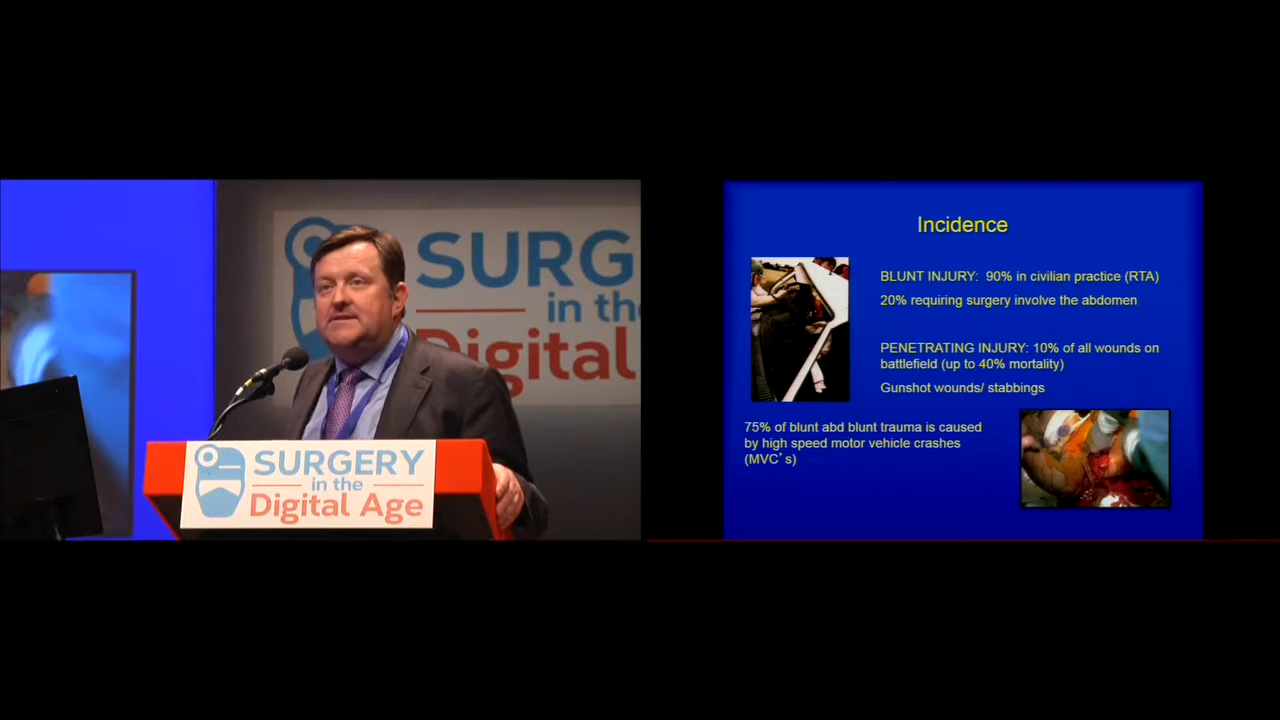 SURG
in the
Digital
SURGERY
in the
Digital Age
Incidence
BLUNT INJURY: 90% in civilian practice (RTA)
20% requiring surgery involve the abdomen
PENETRATING INJURY: 10% of all wounds on
battlefield (up to 40% mortality)
Gunshot wounds/ stabbings
75% of blunt abd blunt trauma is caused
by high speed motor vehicle crashes
(MVC's)